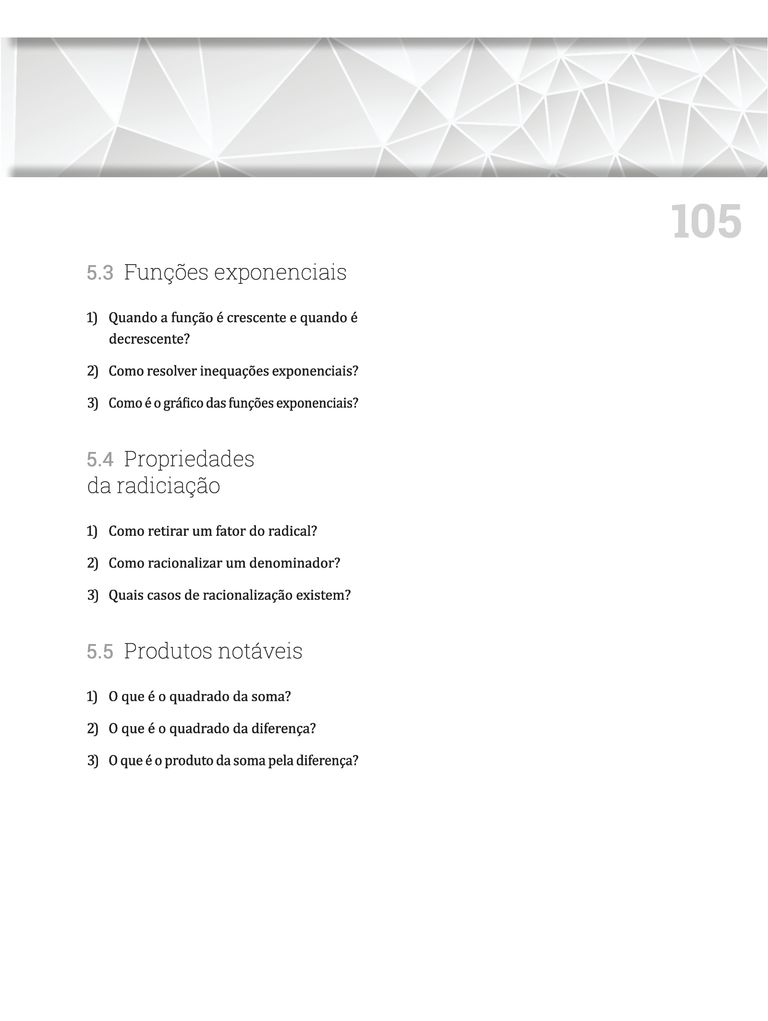 105
5.3 Funções exponenciais
1) Quando a função é crescente e quando é
decrescente?
2) Como resolver inequações exponenciais?
3) Como é o gráfico das funções exponenciais?
5.4 Propriedades
da radiciação
1) Como retirar um fator do radical?
2) Como racionalizar um denominador?
3) Quais casos de racionalização existem?
5.5 Produtos notáveis
1) O que é o quadrado da soma?
2) O que é o quadrado da diferença?
3) O que é o produto da soma pela diferença?